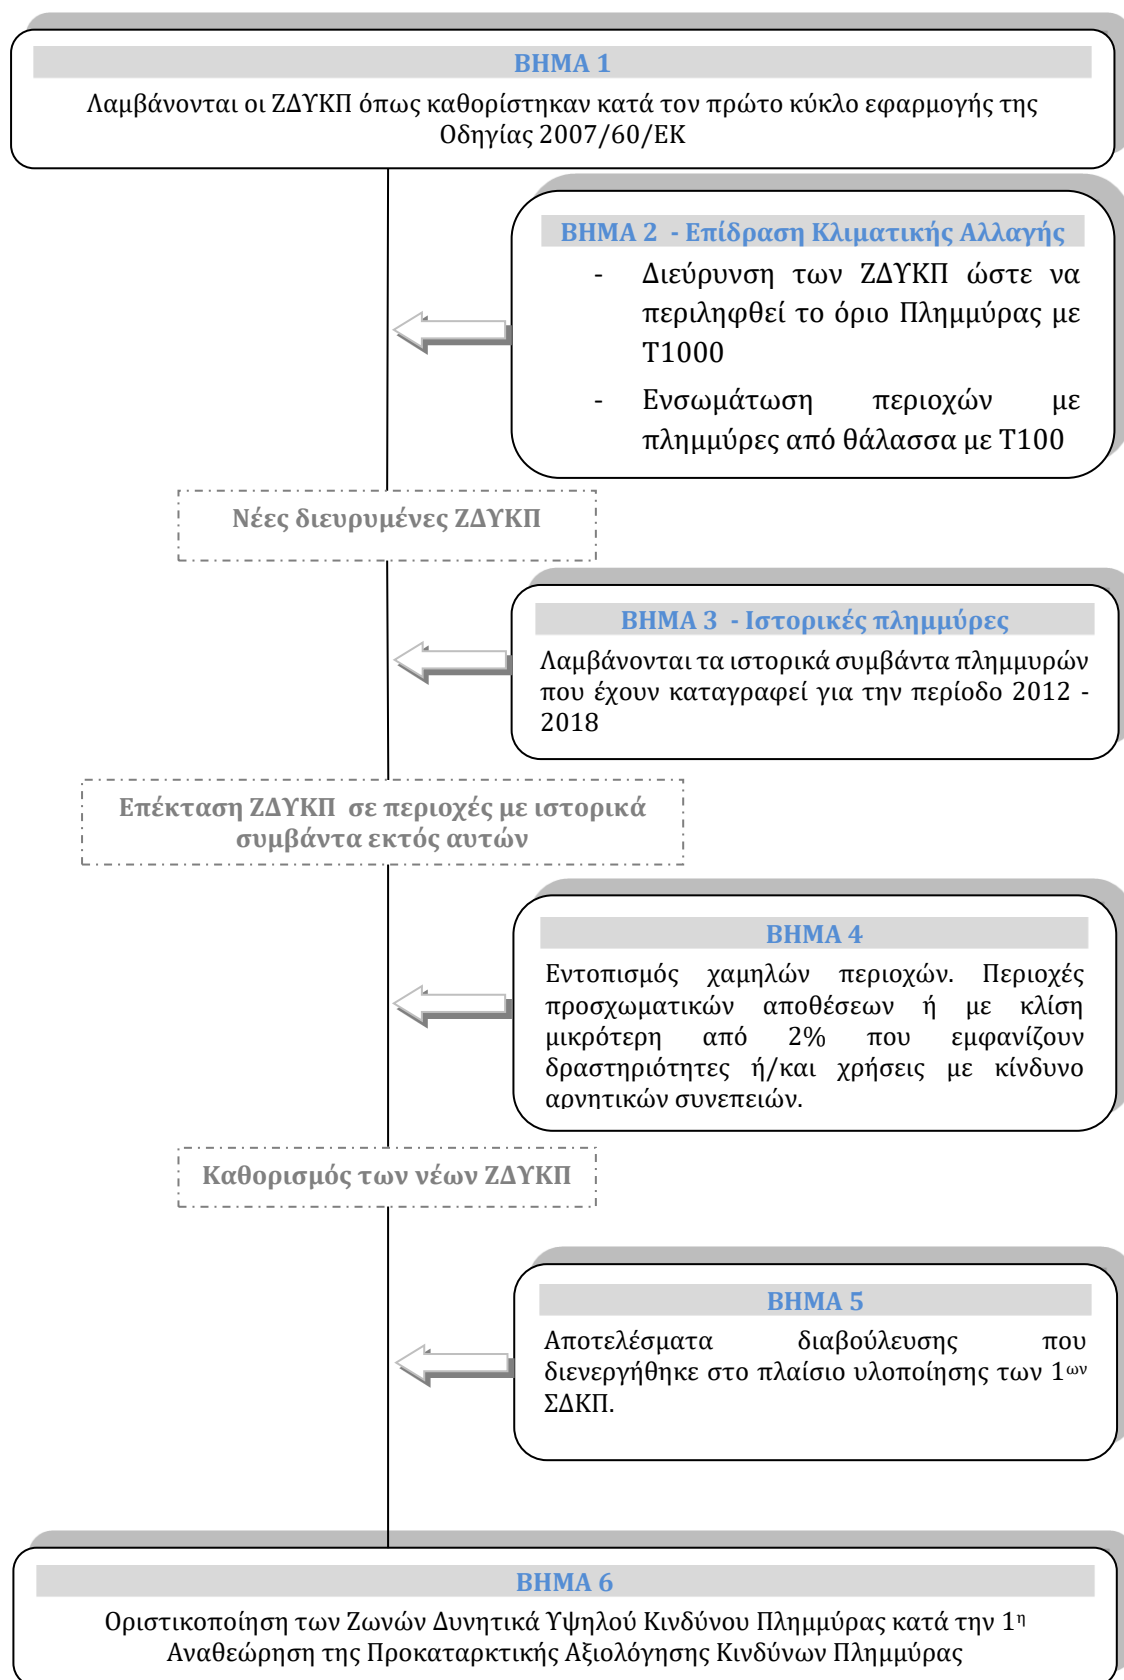 ΒΗΜΑ 1
Λαμβάνονται οι ΖΔΥΚΠ όπως καθορίστηκαν κατά τον πρώτο κύκλο εφαρμογής της
Οδηγίας 2007/60/ΕΚ
ΒΗΜΑ 2 - Επίδραση Κλιματικής Αλλαγής
- Διεύρυνση των ΖΔΥΚΠ ώστε να
περιληφθεί το όριο Πλημμύρας με
Τ1000
- Ενσωμάτωση περιοχών με
πλημμύρες από θάλασσα με Τ100
Νέες διευρυμένες ΖΔΥΚΠ
ΒΗΜΑ 3 - Ιστορικές πλημμύρες
Λαμβάνονται τα ιστορικά συμβάντα πλημμυρών
που έχουν καταγραφεί για την περίοδο 2012 -
2018
Επέκταση ΖΔΥΚΠ σε περιοχές με ιστορικά
συμβάντα εκτός αυτών
ΒΗΜΑ 4
Εντοπισμός χαμηλών περιοχών. Περιοχές
προσχωματικών αποθέσεων ή με κλίση
μικρότερη από 2% που εμφανίζουν
δραστηριότητες ή/και χρήσεις με κίνδυνο
αρνητικών συνεπειών.
Καθορισμός των νέων ΖΔΥΚΠ
ΒΗΜΑ 5
Αποτελέσματα διαβούλευσης που
διενεργήθηκε στο πλαίσιο υλοποίησης των 1ων
ΣΔΚΠ.
ΒΗΜΑ 6
Οριστικοποίηση των Ζωνών Δυνητικά Υψηλού Κινδύνου Πλημμύρας κατά την 1η
Αναθεώρηση της Προκαταρκτικής Αξιολόγησης Κινδύνων Πλημμύρας